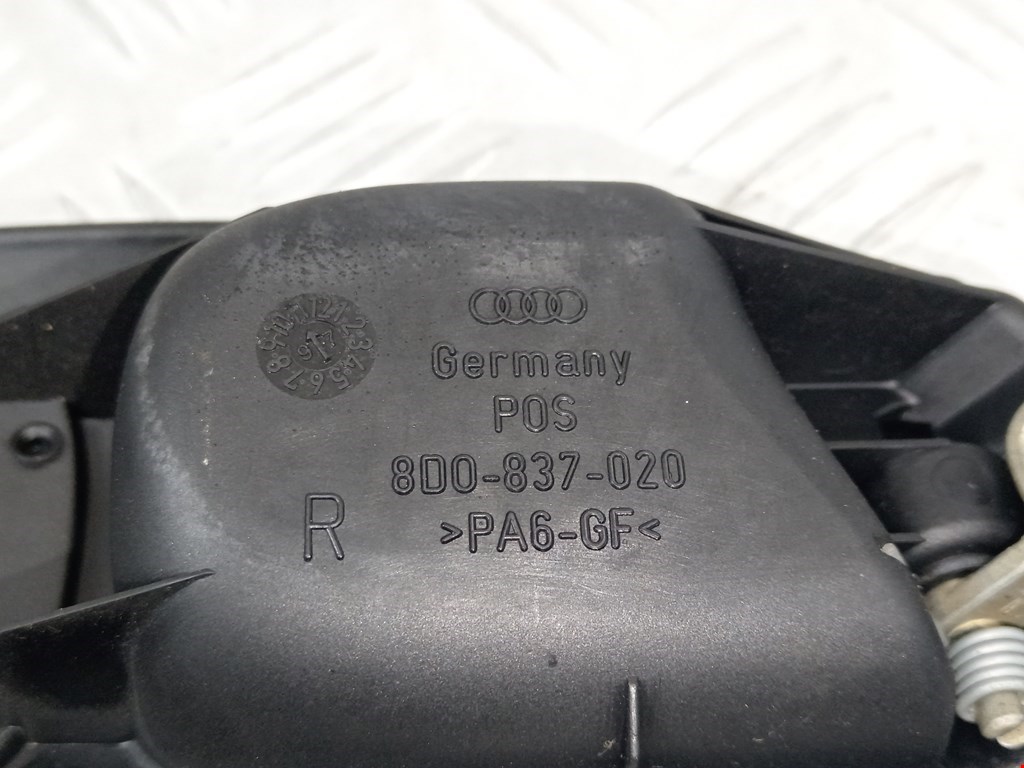 Germany
POS
8D0-837-020
R
>PA6-GF<